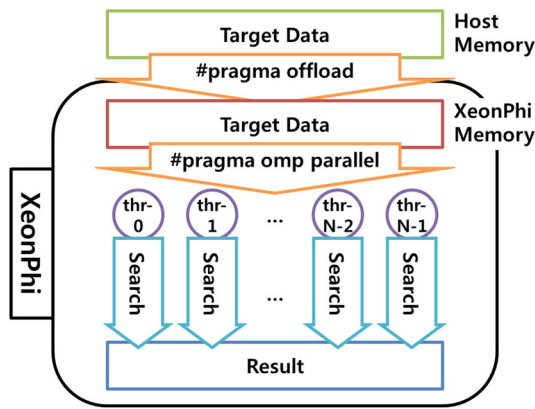 Target Data
Host
Memory
#pragma offload
Target Data
XeonPhi
Memory
#pragma omp parallel
XeonPhi
thr-
0
thr-
1
...
thr-
N-2
thr-
N-1
Search
Search
...
Search
Search
Result